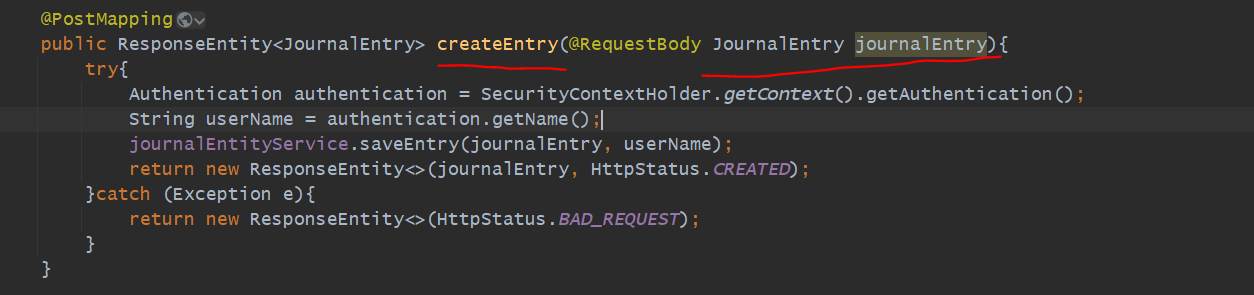 @PostMapping
public ResponseEntity<JournalEntry> createEntry(@RequestBody JournalEntry journalEntry){
try{
Authentication authentication = SecurityContextHolder.getContext().getAuthentication();
String userName = authentication.getName();
journalEntityService.saveEntry(journalEntry, userName);
return new ResponseEntity<>(journalEntry, HttpStatus.CREATED);
}catch (Exception e){
return new ResponseEntity<>(HttpStatus.BAD_REQUEST);
}
}